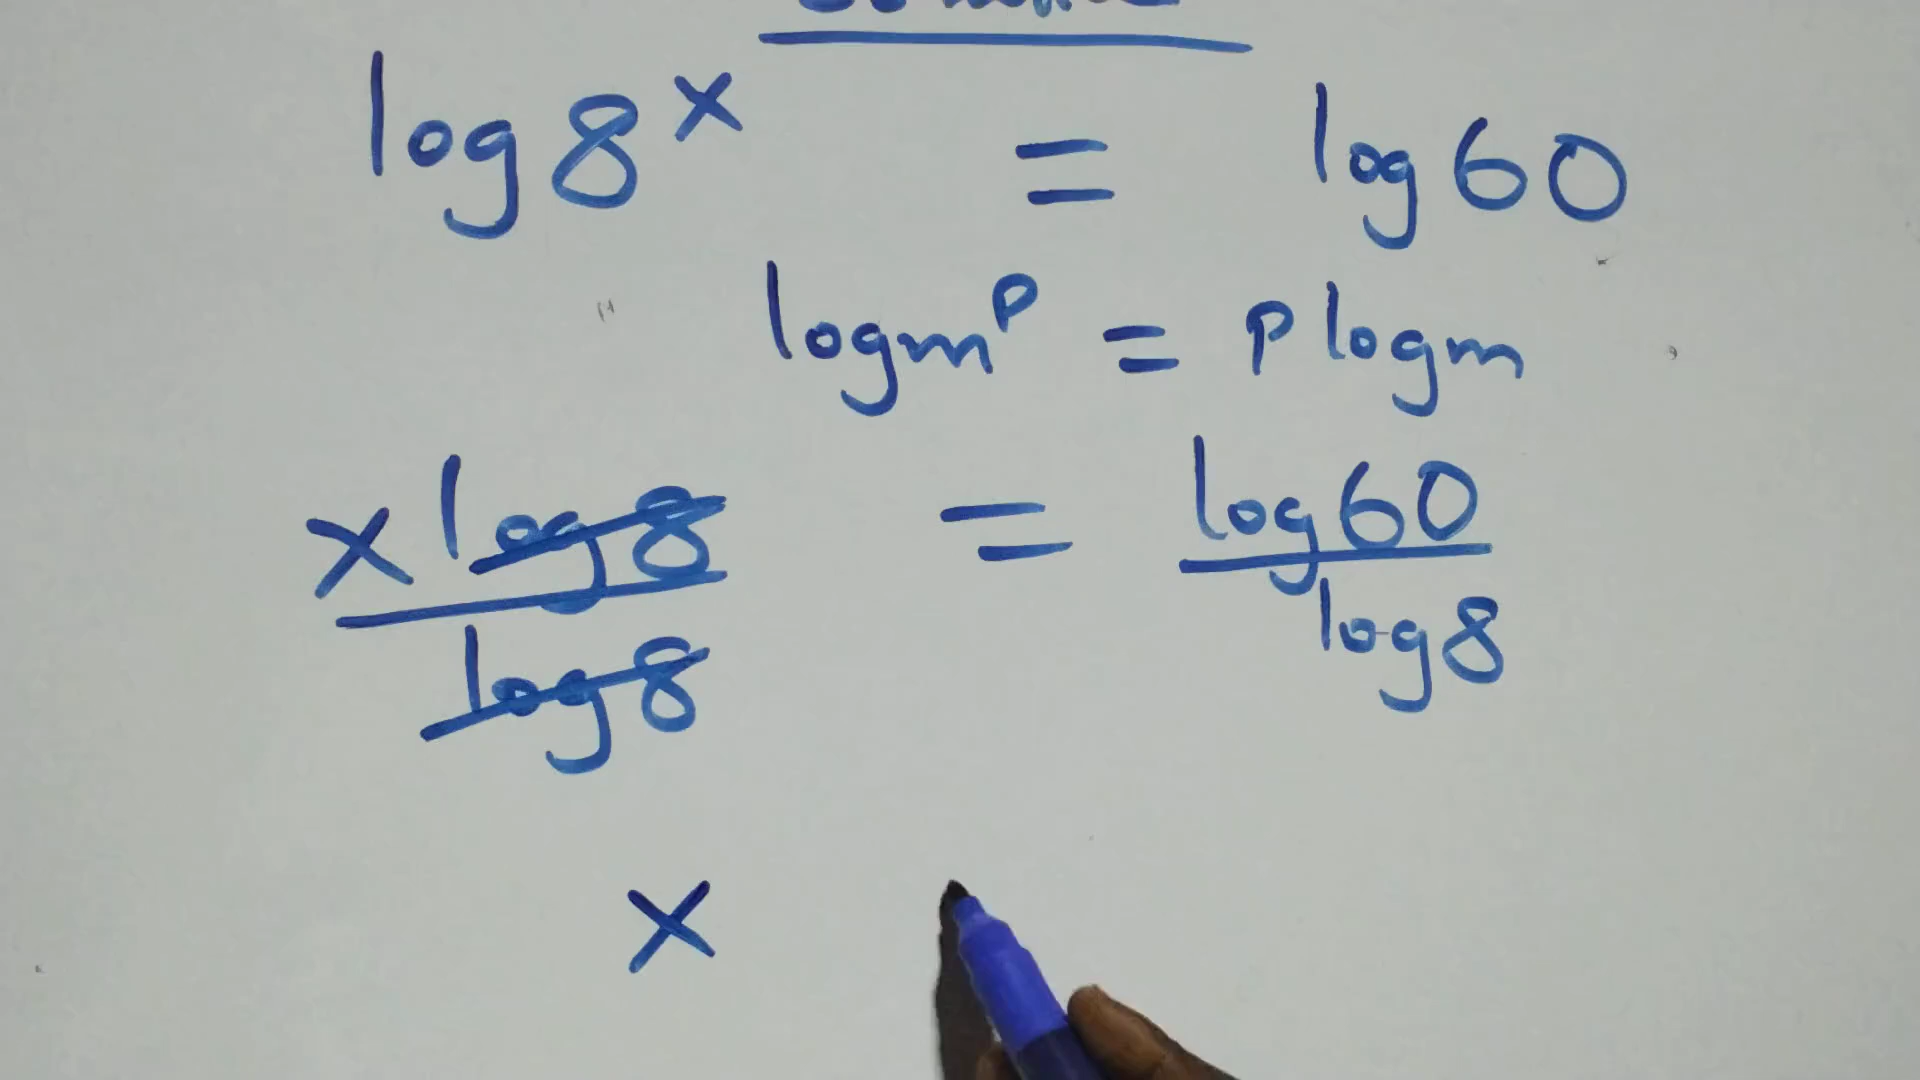 log 8^x = log 60
log m^p = p log m
x log 8 / log 8 = log 60 / log 8
x